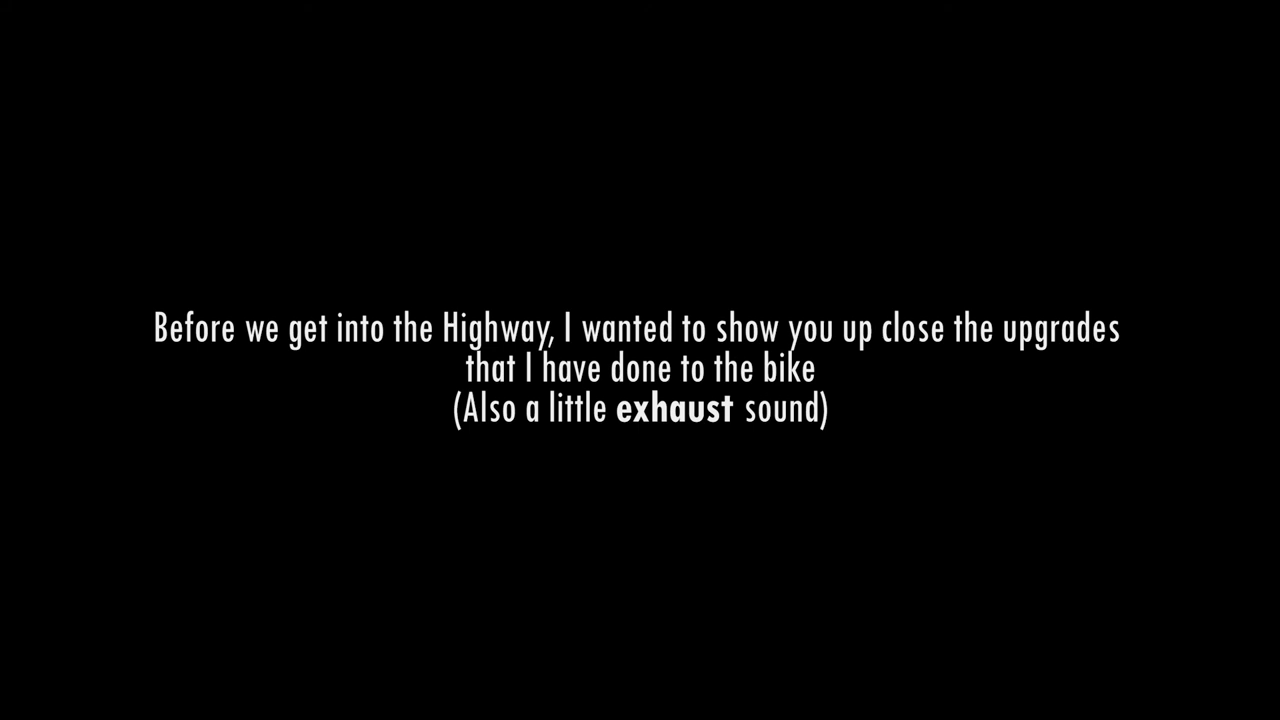 Before we get into the Highway, I wanted to show you up close the upgrades
that I have done to the bike
(Also a little exhaust sound)